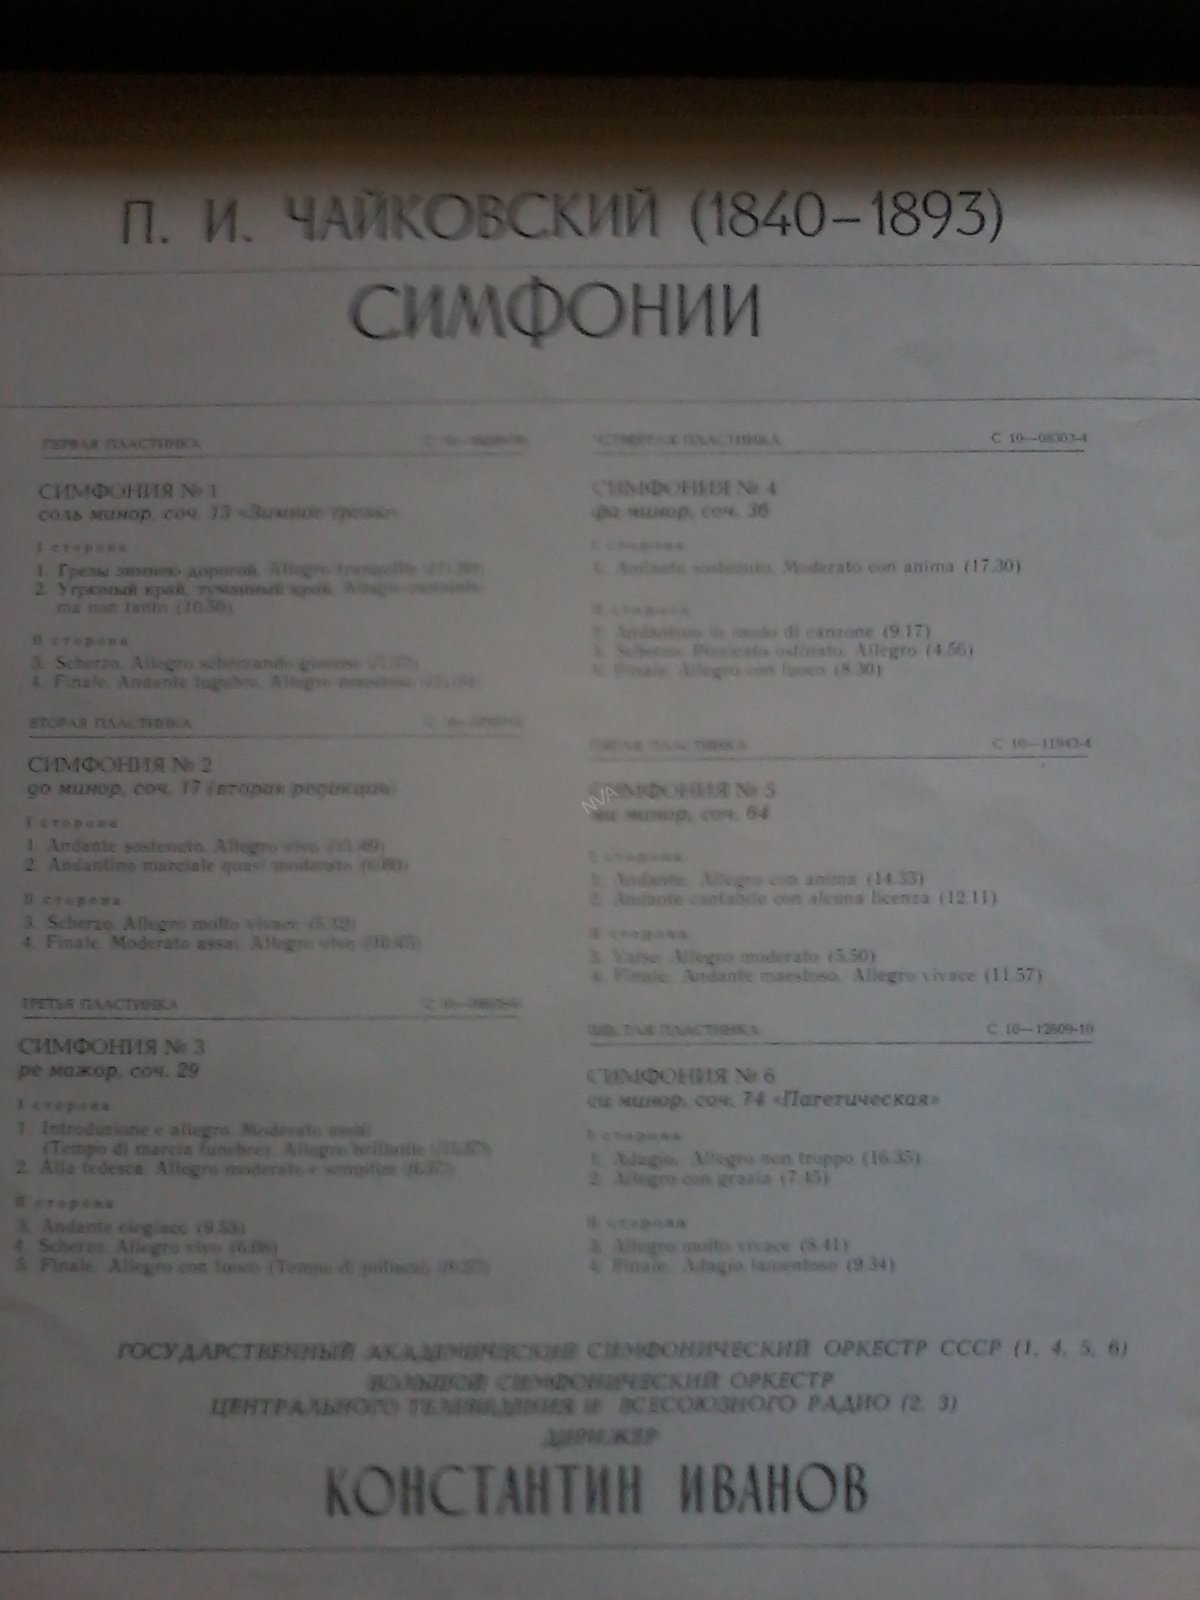 П. И. ЧАЙКОВСКИЙ (1840–1893)
СИМФОНИИ
ПЕРВАЯ ПЛАСТИНКА
СИМФОНИЯ № 1
соль минор, соч. 13 «Зимние грезы»
I сторона
1. Грезы зимнею дорогой. Allegro tranquillo
2. Угрюмый край, туманный край. Adagio cantabile
ma non tanto
II сторона
3. Scherzo. Allegro scherzando giocoso
4. Finale. Andante lugubre. Allegro maestoso
ВТОРАЯ ПЛАСТИНКА
СИМФОНИЯ № 2
до минор, соч. 17 (вторая редакция)
I сторона
1. Andante sostenuto. Allegro vivo
2. Andantino marciale quasi moderato
II сторона
3. Scherzo. Allegro molto vivace
4. Finale. Moderato assai. Allegro vivo
ТРЕТЬЯ ПЛАСТИНКА
СИМФОНИЯ № 3
ре мажор, соч. 29
I сторона
1. Introduzione e allegro. Moderato assai
(Tempo di marcia funebre). Allegro brillante
2. Alla tedesca. Allegro moderato e semplice
II сторона
3. Andante elegiaco (9.53)
4. Scherzo. Allegro vivo
5. Finale. Allegro con fuoco (Tempo di polacca)
ЧЕТВЕРТАЯ ПЛАСТИНКА С 10—08303-4
СИМФОНИЯ № 4
фа минор, соч. 36
I сторона
1. Andante sostenuto. Moderato con anima (17.30)
II сторона
2. Andantino in modo di canzone (9.17)
3. Scherzo. Pizzicato ostinato. Allegro (4.56)
4. Finale. Allegro con fuoco (8.30)
ПЯТАЯ ПЛАСТИНКА С 10—11943-4
СИМФОНИЯ № 5
ми минор, соч. 64
I сторона
1. Andante. Allegro con anima (14.33)
2. Andante cantabile con alcuna licenza (12.11)
II сторона
3. Valse. Allegro moderato (5.50)
4. Finale. Andante maestoso. Allegro vivace (11.57)
ШЕСТАЯ ПЛАСТИНКА С 10—12609-10
СИМФОНИЯ № 6
си минор, соч. 74 «Патетическая»
I сторона
1. Adagio. Allegro non troppo (16.35)
2. Allegro con grazia (7.45)
II сторона
3. Allegro molto vivace (8.41)
4. Finale. Adagio lamentoso (9.34)
ГОСУДАРСТВЕННЫЙ АКАДЕМИЧЕСКИЙ СИМФОНИЧЕСКИЙ ОРКЕСТР СССР (1, 4, 5, 6)
БОЛЬШОЙ СИМФОНИЧЕСКИЙ ОРКЕСТР
ЦЕНТРАЛЬНОГО ТЕЛЕВИДЕНИЯ И ВСЕСОЮЗНОГО РАДИО (2, 3)
ДИРИЖЕР
КОНСТАНТИН ИВАНОВ
NVA